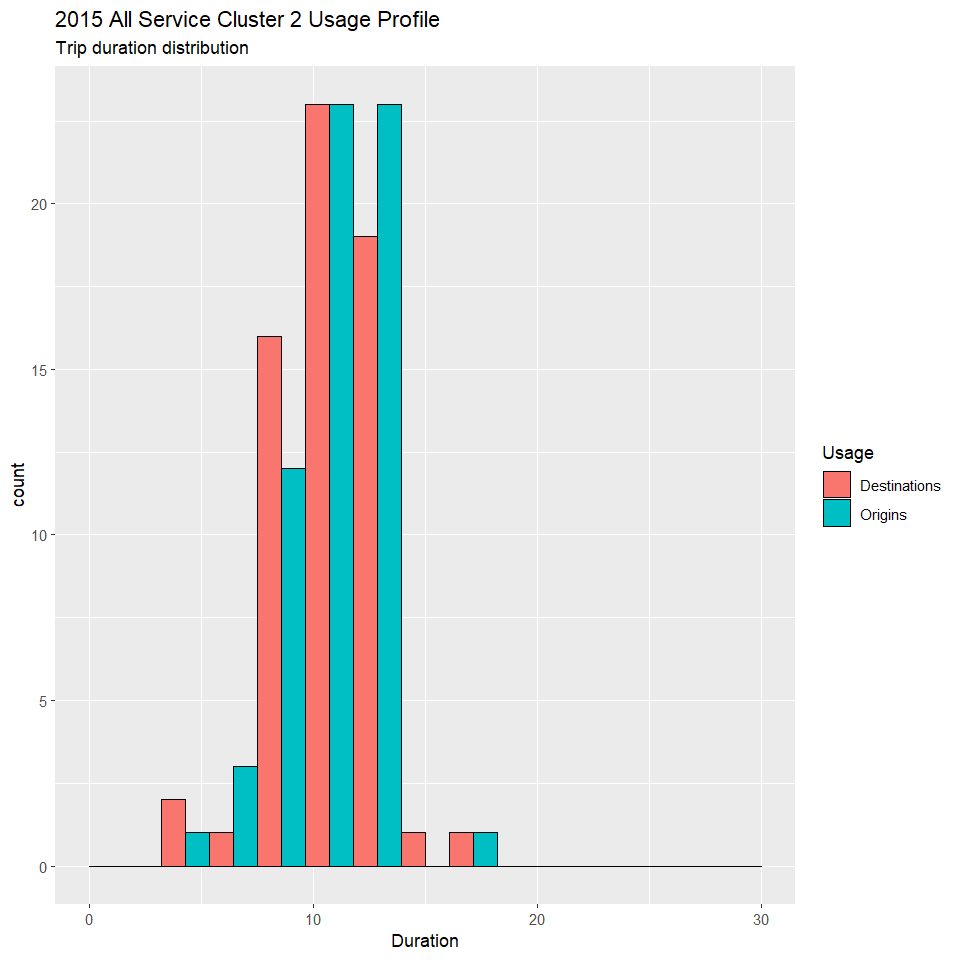 2015 All Service Cluster 2 Usage Profile
Trip duration distribution
20
15
10
5
0
count
0 10 20 30
Duration
Usage
Destinations
Origins